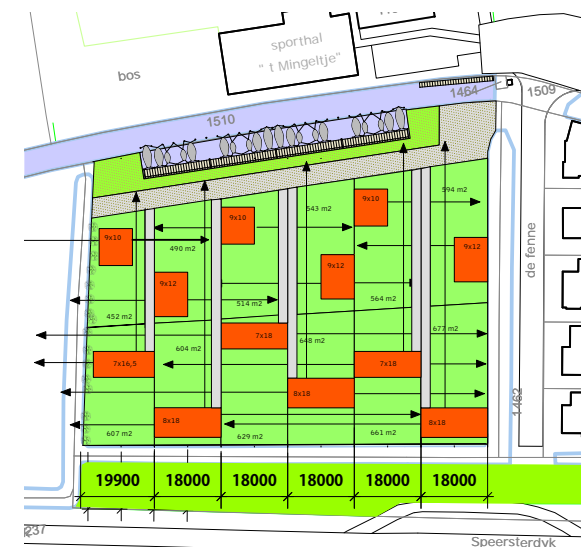 sporthal
" t Mingeltje"
bos
1464
1509
1510
594 m2
9x10
543 m2
9x10
9x10
490 m2
9x12
9x12
9x12
514 m2
564 m2
452 m2
677 m2
7x18
648 m2
604 m2
7x16,5
7x18
8x18
8x18
8x18
607 m2
629 m2
661 m2
de fenne
1462
19900
18000
18000
18000
18000
18000
237
Speersterdyk